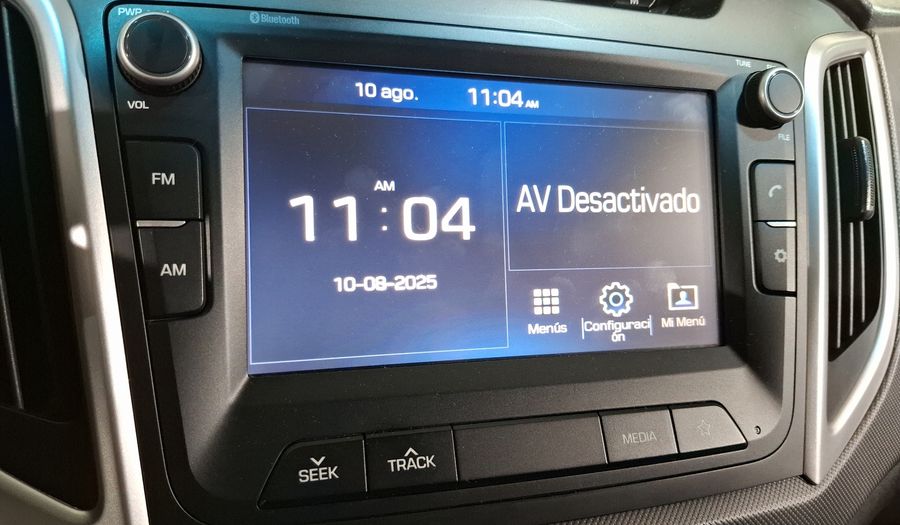 PWR
Bluetooth
VOL
FM
AM
10 ago. 11:04 AM
AM
11:04
10-08-2025
AV Desactivado
Menús
Configuraci
ón
Mi Menú
TUNE
FILE
SEEK
TRACK
MEDIA